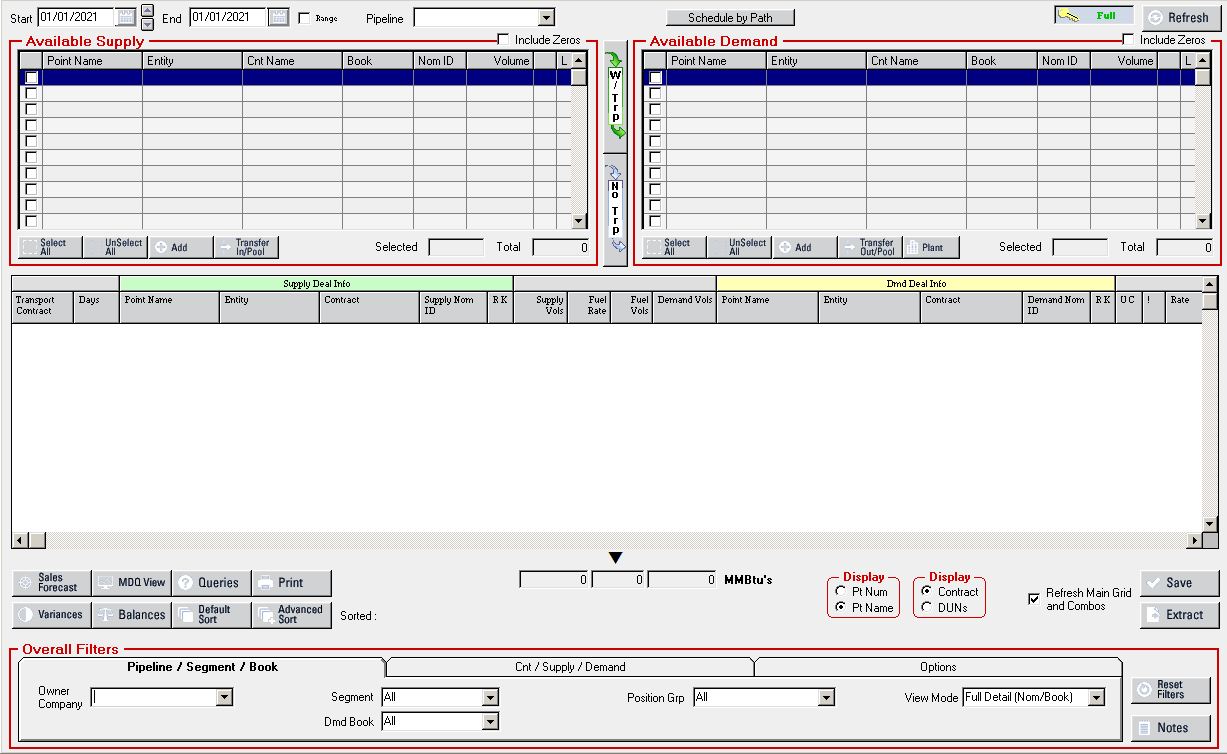 Start 01/01/2021 End 01/01/2021 Range Pipeline Schedule by Path Full Refresh
Available Supply Include Zeros Available Demand Include Zeros
Point Name Entity Cnt Name Book Nom ID Volume L
W / Trp
No Trp
Point Name Entity Cnt Name Book Nom ID Volume L
Select All UnSelect All Add Transfer In/Pool Selected Total 0
Select All UnSelect All Add Transfer Out/Pool Plant Selected Total 0
Supply Deal Info Dmd Deal Info
Transport Contract Days Point Name Entity Contract Supply Nom ID R K Supply Vols Fuel Rate Fuel Vols Demand Vols Point Name Entity Contract Demand Nom ID R K U C ! Rate
Sales Forecast MDQ View Queries Print 0 0 0 MMBtu's
Variances Balances Default Sort Advanced Sort Sorted :
Display
Pt Num
Pt Name
Display
Contract
DUNs
Refresh Main Grid
and Combos
Save
Extract
Overall Filters
Pipeline / Segment / Book Cnt / Supply / Demand Options
Owner Company Segment All Position Grp All View Mode Full Detail (Nom/Book)
Dmd Book All
Reset Filters
Notes